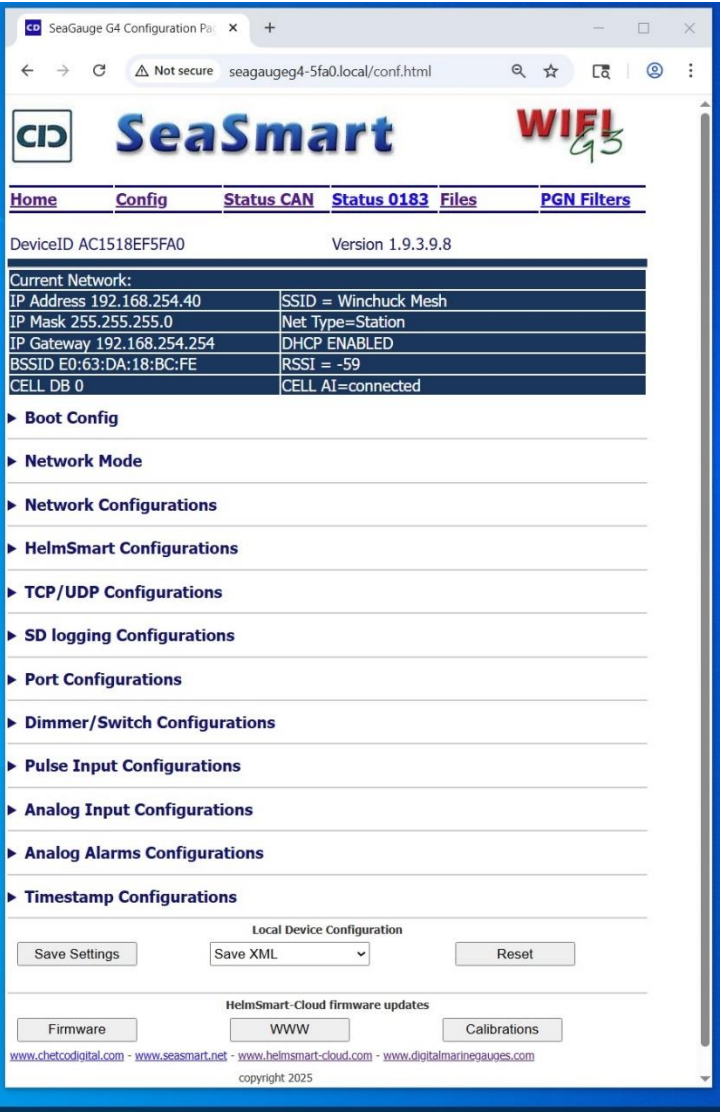 CD SeaGauge G4 Configuration Pa
Not secure seagaugeg4-5fa0.local/conf.html
CD SeaSmart WIFI G3
Home Config Status CAN Status 0183 Files PGN Filters
DeviceID AC1518EF5FA0 Version 1.9.3.9.8
Current Network:
IP Address 192.168.254.40 SSID = Winchuck Mesh
IP Mask 255.255.255.0 Net Type=Station
IP Gateway 192.168.254.254 DHCP ENABLED
BSSID E0:63:DA:18:BC:FE RSSI = -59
CELL DB 0 CELL AI=connected
Boot Config
Network Mode
Network Configurations
HelmSmart Configurations
TCP/UDP Configurations
SD logging Configurations
Port Configurations
Dimmer/Switch Configurations
Pulse Input Configurations
Analog Input Configurations
Analog Alarms Configurations
Timestamp Configurations
Local Device Configuration
Save Settings Save XML Reset
HelmSmart-Cloud firmware updates
Firmware WWW Calibrations
www.chetcodigital.com - www.seasmart.net - www.helmsmart-cloud.com - www.digitalmarinegauges.com
copyright 2025